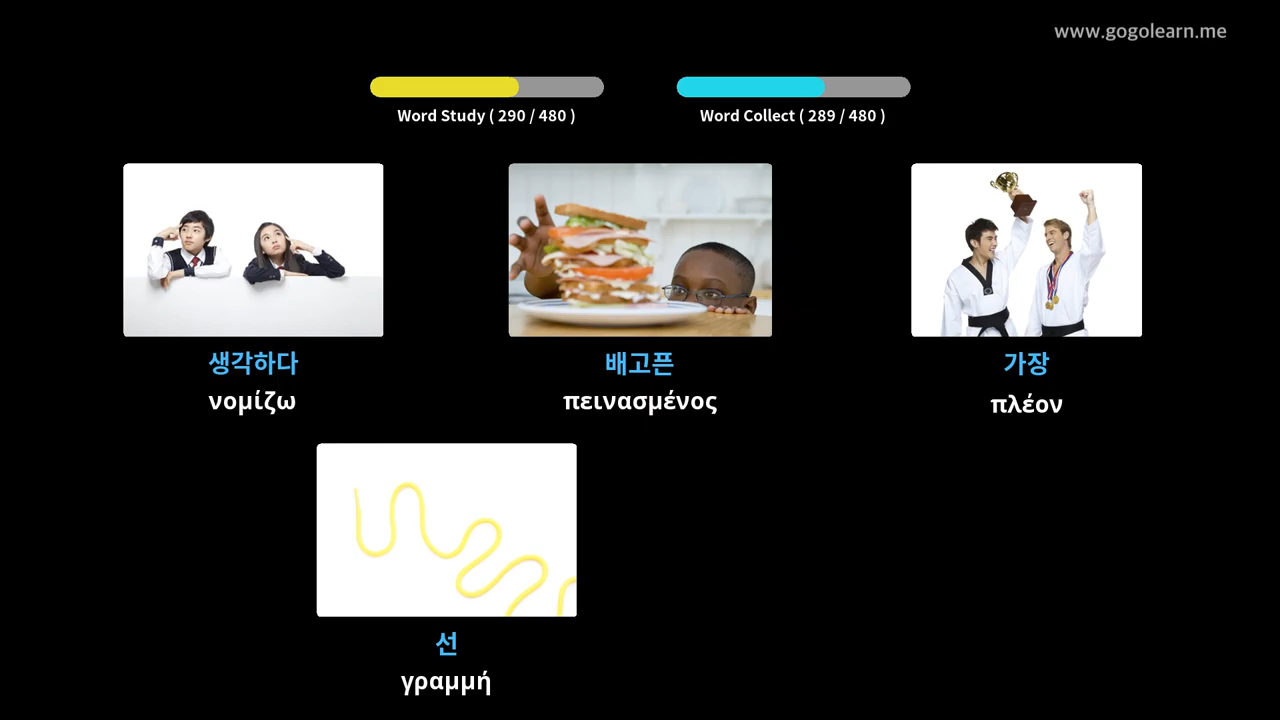 www.gogolearn.me
Word Study ( 290 / 480 )
Word Collect ( 289 / 480 )
생각하다
νομίζω
배고픈
πεινασμένος
가장
πλέον
선
γραμμή